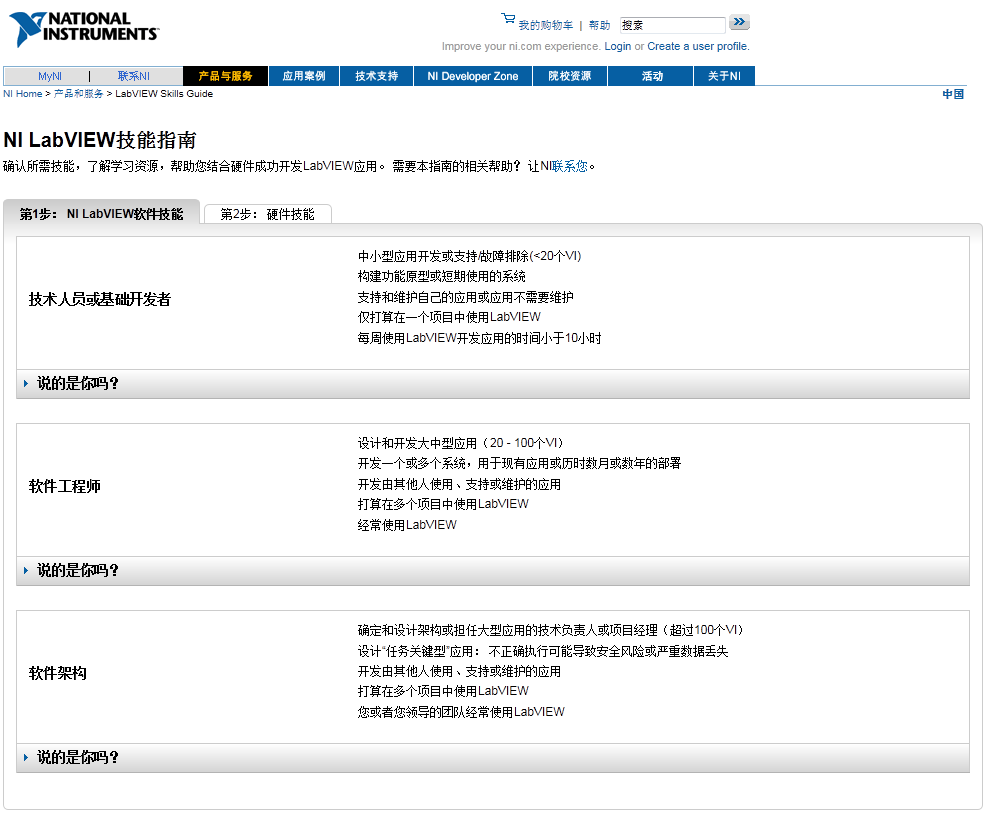 NATIONAL
INSTRUMENTS™
我的购物车 | 帮助 搜索
Improve your ni.com experience. Login or Create a user profile.
MyNI | 联系NI 产品与服务 应用案例 技术支持 NI Developer Zone 院校资源 活动 关于NI
NI Home > 产品和服务 > LabVIEW Skills Guide 中国
NI LabVIEW技能指南
确认所需技能，了解学习资源，帮助您结合硬件成功开发LabVIEW应用。 需要本指南的相关帮助？ 让NI联系您。
第1步： NI LabVIEW软件技能 第2步： 硬件技能
技术人员或基础开发者
中小型应用开发或支持/故障排除(<20个VI)
构建功能原型或短期使用的系统
支持和维护自己的应用或应用不需要维护
仅打算在一个项目中使用LabVIEW
每周使用LabVIEW开发应用的时间小于10小时
说的是你吗？
软件工程师
设计和开发大中型应用（20 - 100个VI）
开发一个或多个系统，用于现有应用或历时数月或数年的部署
开发由其他人使用、支持或维护的应用
打算在多个项目中使用LabVIEW
经常使用LabVIEW
说的是你吗？
软件架构
确定和设计架构或担任大型应用的技术负责人或项目经理（超过100个VI）
设计“任务关键型”应用： 不正确执行可能导致安全风险或严重数据丢失
开发由其他人使用、支持或维护的应用
打算在多个项目中使用LabVIEW
您或者您领导的团队经常使用LabVIEW
说的是你吗？